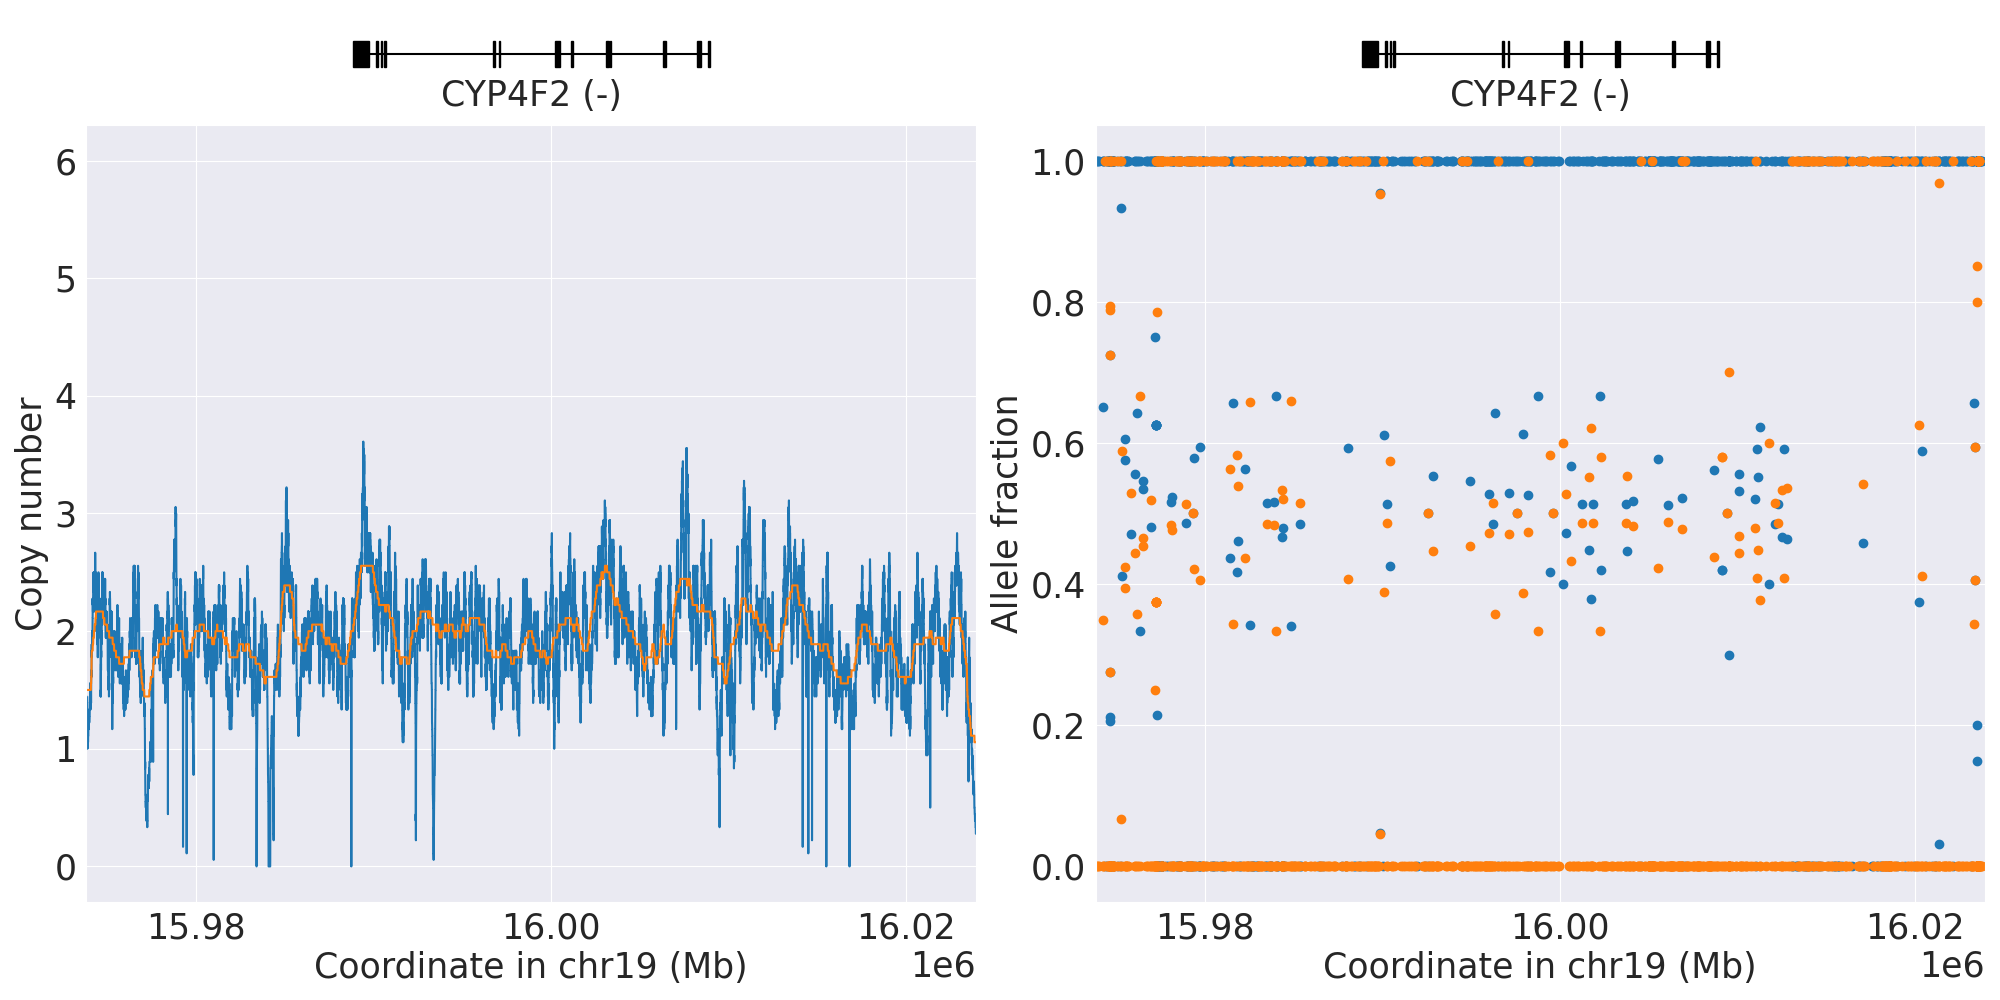 CYP4F2 (-)
6
5
4
3
2
1
0
Copy number
15.98
16.00
16.02
Coordinate in chr19 (Mb)
1e6
CYP4F2 (-)
1.0
0.8
0.6
0.4
0.2
0.0
Allele fraction
15.98
16.00
16.02
Coordinate in chr19 (Mb)
1e6